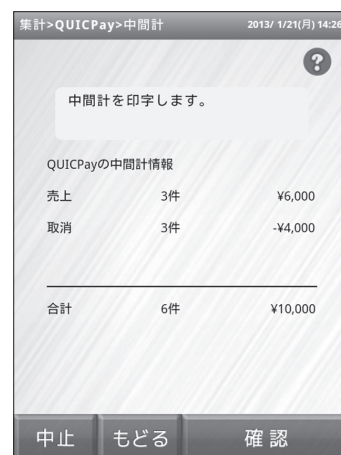 集計>QUICPay>中間計 2013/ 1/21(月) 14:26
?
中間計を印字します。
QUICPayの中間計情報
売上 3件 ¥6,000
取消 3件 -¥4,000
合計 6件 ¥10,000
中止 もどる 確認